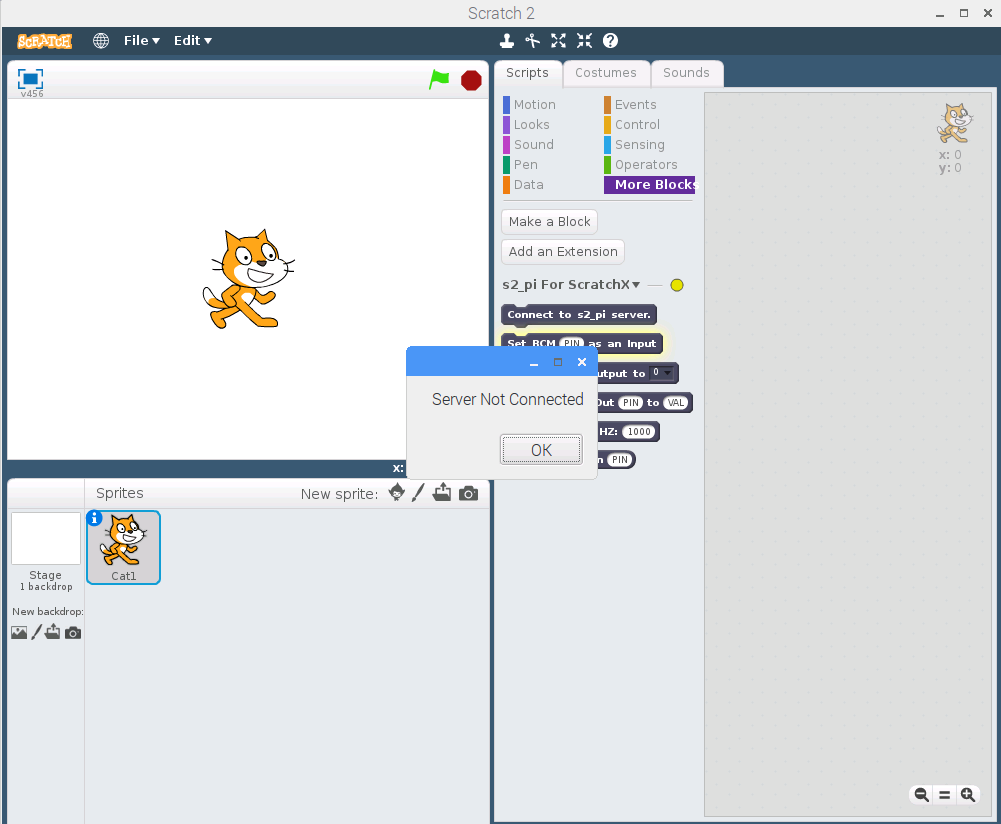 Scratch 2
SCRATCH File Edit
v456
Scripts Costumes Sounds
Motion Events
Looks Control
Sound Sensing
Pen Operators
Data More Blocks
x: 0
y: 0
Make a Block
Add an Extension
s2_pi For ScratchX
Connect to s2_pi server.
Set BCM PIN as an Input
utput to 0
Out PIN to VAL
HZ: 1000
n PIN
Server Not Connected
OK
x:
Sprites New sprite:
Stage
1 backdrop
New backdrop:
Cat1